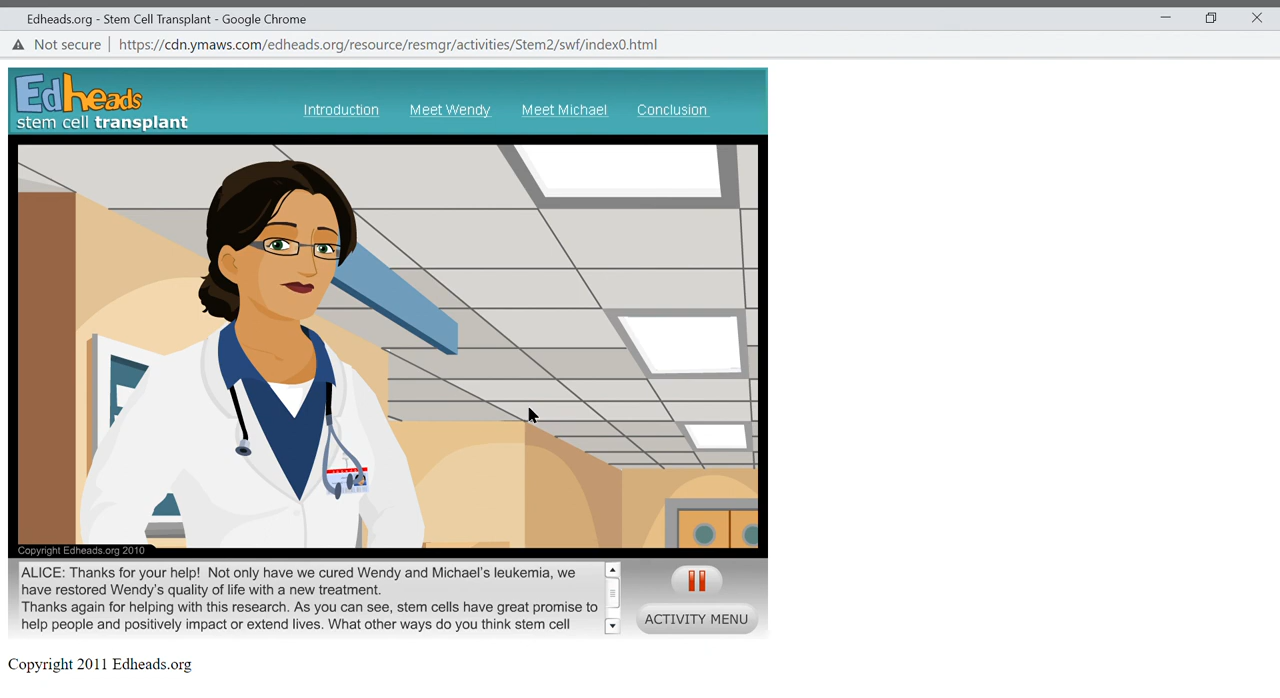 Edheads.org - Stem Cell Transplant - Google Chrome
Not secure | https://cdn.ymaws.com/edheads.org/resource/resmgr/activities/Stem2/swf/index0.html
Edheads
stem cell transplant
Introduction Meet Wendy Meet Michael Conclusion
Copyright Edheads.org 2010
ALICE: Thanks for your help! Not only have we cured Wendy and Michael's leukemia, we
have restored Wendy's quality of life with a new treatment.
Thanks again for helping with this research. As you can see, stem cells have great promise to
help people and positively impact or extend lives. What other ways do you think stem cell
ACTIVITY MENU
Copyright 2011 Edheads.org